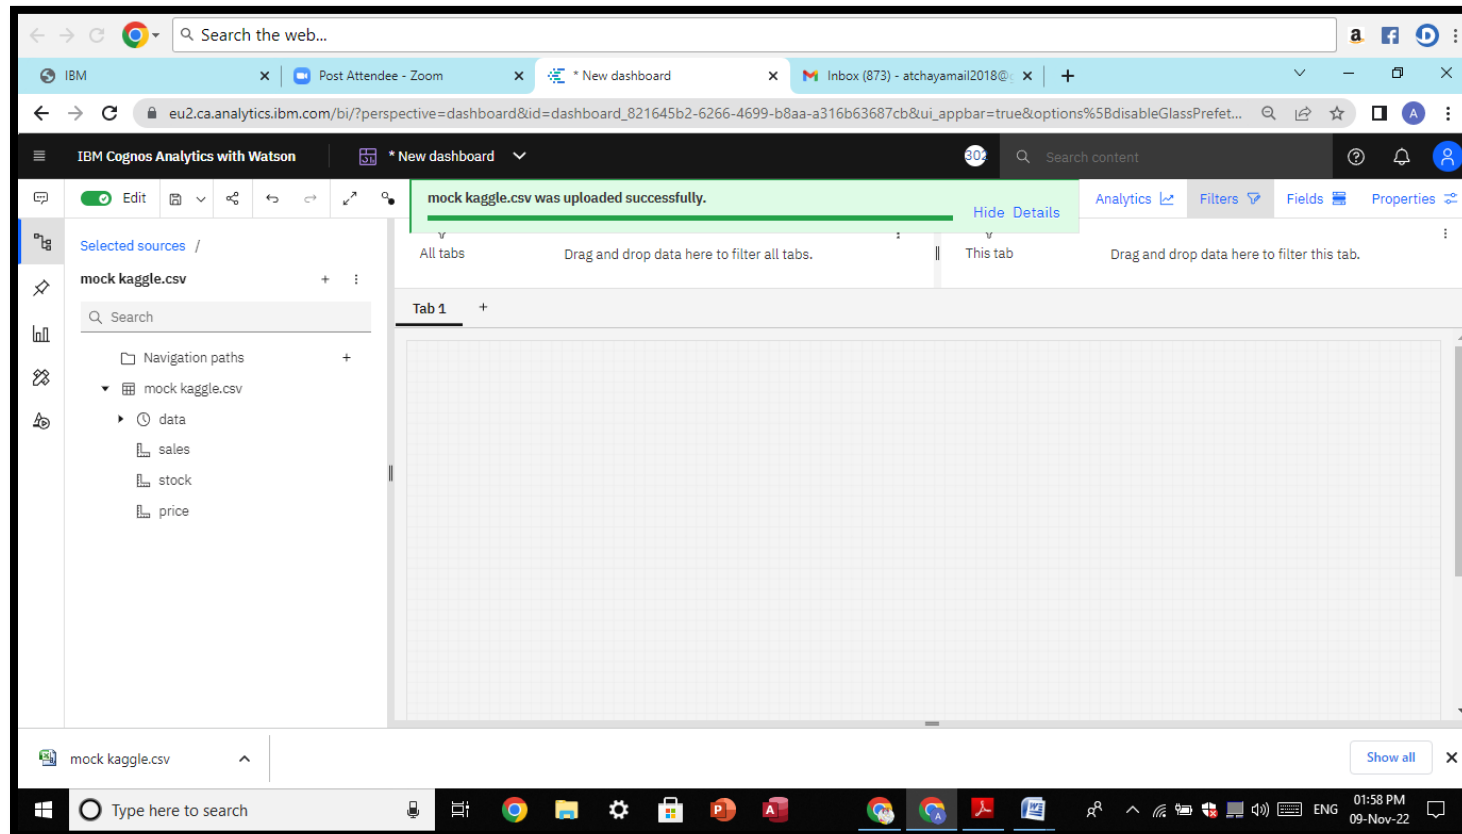 Search the web...
IBM
Post Attendee - Zoom
* New dashboard
Inbox (873) - atchayamail2018@
eu2.ca.analytics.ibm.com/bi/?perspective=dashboard&id=dashboard_821645b2-6266-4699-b8aa-a316b63687cb&ui_appbar=true&options%5BdisableGlassPrefet...
A
IBM Cognos Analytics with Watson
* New dashboard
302
Search content
Edit
mock kaggle.csv was uploaded successfully.
Hide Details
Analytics
Filters
Fields
Properties
Selected sources /
mock kaggle.csv
All tabs
Drag and drop data here to filter all tabs.
This tab
Drag and drop data here to filter this tab.
Search
Tab 1
Navigation paths
mock kaggle.csv
data
sales
stock
price
mock kaggle.csv
Show all
Type here to search
ENG
01:58 PM
09-Nov-22